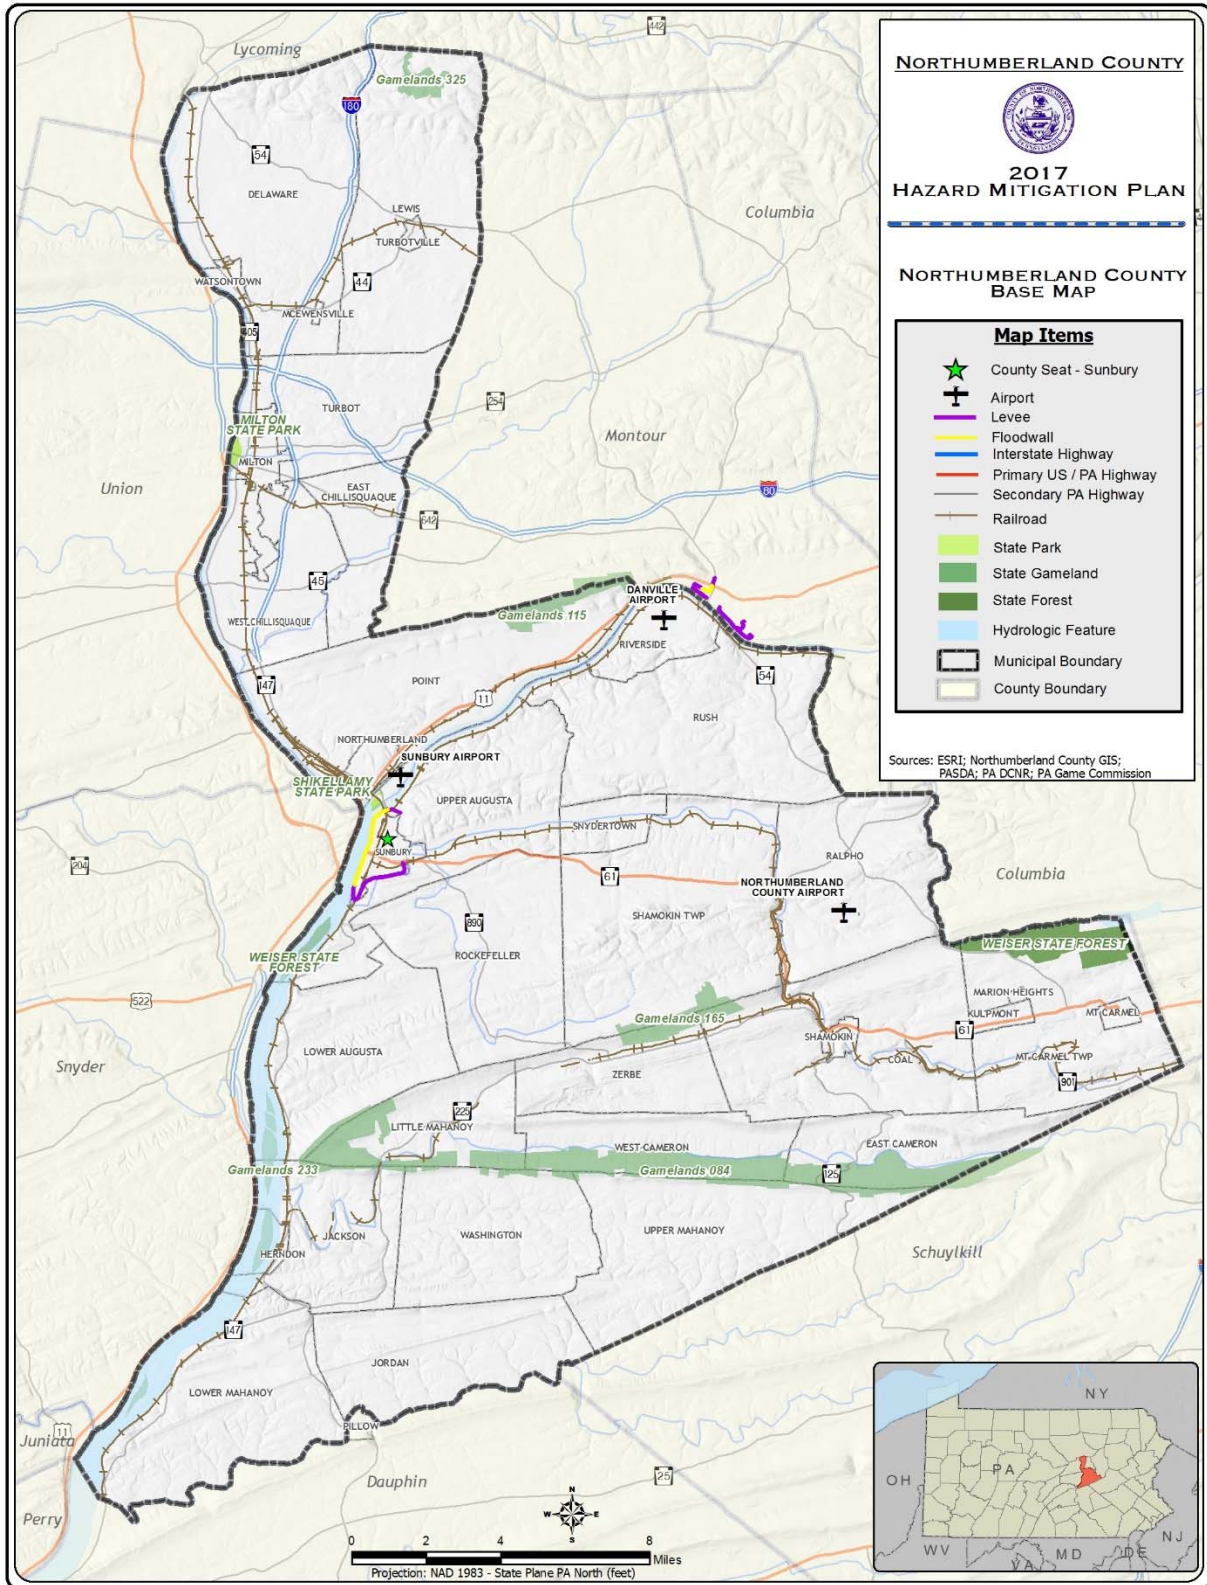 NORTHUMBERLAND COUNTY
COUNTY OF NORTHUMBERLAND
PENNSYLVANIA
2017
HAZARD MITIGATION PLAN
NORTHUMBERLAND COUNTY
BASE MAP
Map Items
County Seat - Sunbury
Airport
Levee
Floodwall
Interstate Highway
Primary US / PA Highway
Secondary PA Highway
Railroad
State Park
State Gameland
State Forest
Hydrologic Feature
Municipal Boundary
County Boundary
Sources: ESRI; Northumberland County GIS;
PASDA; PA DCNR; PA Game Commission
Lycoming
442
Gamelands 325
180
54
DELAWARE
LEWIS
TURBOTVILLE
Columbia
WATSONTOWN
44
MCEWENSVILLE
405
TURBOT
254
MILTON
STATE PARK
MILTON
Montour
Union
EAST
CHILLISQUAQUE
80
642
45
WEST CHILLISQUAQUE
DANVILLE
AIRPORT
Gamelands 115
RIVERSIDE
147
POINT
54
11
RUSH
NORTHUMBERLAND
SUNBURY AIRPORT
SHIKELLAMY
STATE PARK
UPPER AUGUSTA
SNYDERTOWN
SUNBURY
RALPHO
204
61
NORTHUMBERLAND
COUNTY AIRPORT
Columbia
SHAMOKIN TWP
890
ROCKEFELLER
WEISER STATE
FOREST
WEISER STATE FOREST
522
MARION HEIGHTS
KULPMONT
MT CARMEL
Gamelands 165
61
SHAMOKIN
LOWER AUGUSTA
COAL
MT CARMEL TWP
Snyder
ZERBE
901
225
LITTLE MAHANOY
WEST CAMERON
EAST CAMERON
Gamelands 233
Gamelands 084
125
UPPER MAHANOY
WASHINGTON
JACKSON
HERNDON
Schuylkill
147
JORDAN
LOWER MAHANOY
PILLOW
11
Juniata
Dauphin
25
Perry
N
W E
S
0 2 4 8
Miles
Projection: NAD 1983 - State Plane PA North (feet)
NY
OH
PA
NJ
WV
MD
DE
VA